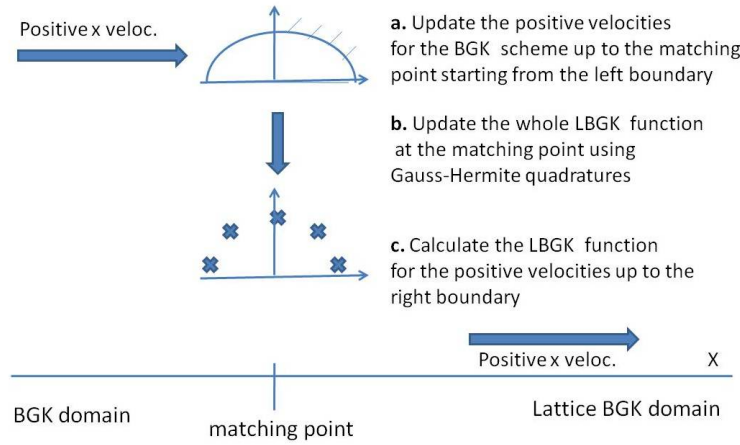 Positive x veloc.
a. Update the positive velocities
for the BGK scheme up to the matching
point starting from the left boundary
b. Update the whole LBGK function
at the matching point using
Gauss-Hermite quadratures
c. Calculate the LBGK function
for the positive velocities up to the
right boundary
Positive x veloc.
X
BGK domain
matching point
Lattice BGK domain